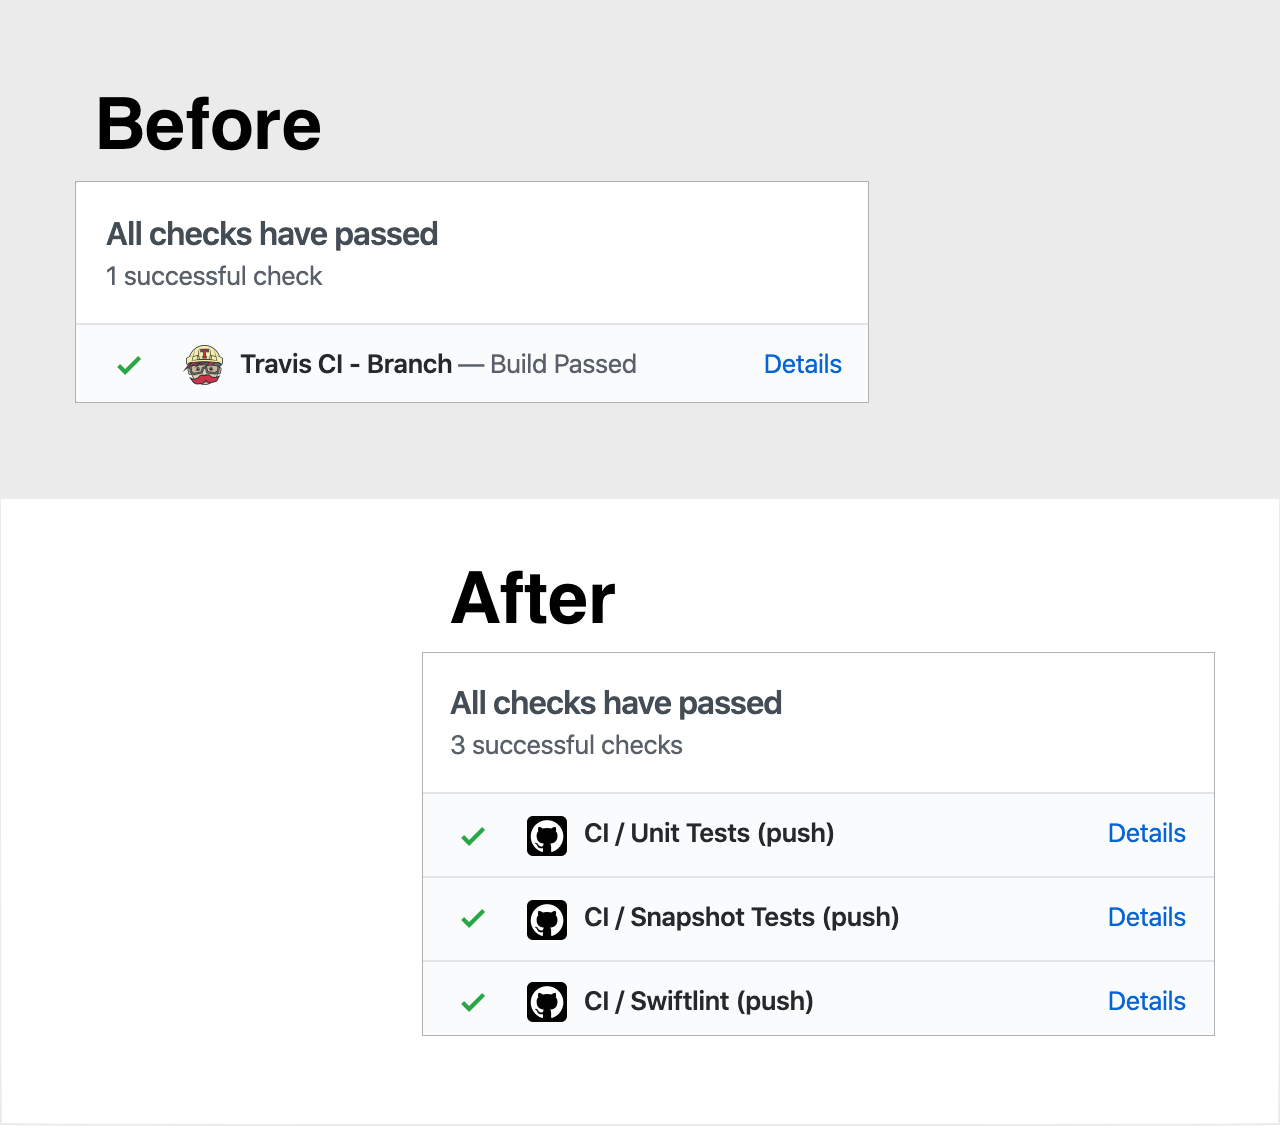 Before
All checks have passed
1 successful check
Travis CI - Branch — Build Passed Details
After
All checks have passed
3 successful checks
CI / Unit Tests (push) Details
CI / Snapshot Tests (push) Details
CI / Swiftlint (push) Details